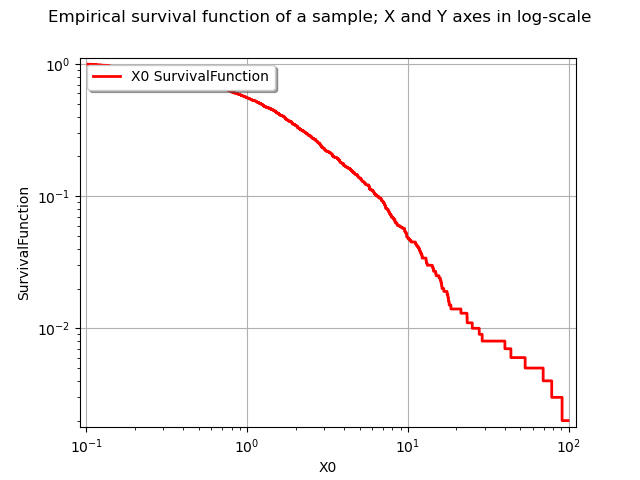 Empirical survival function of a sample; X and Y axes in log-scale
X0 SurvivalFunction
SurvivalFunction
10⁰
10⁻¹
10⁻²
10⁻¹ 10⁰ 10¹ 10²
X0